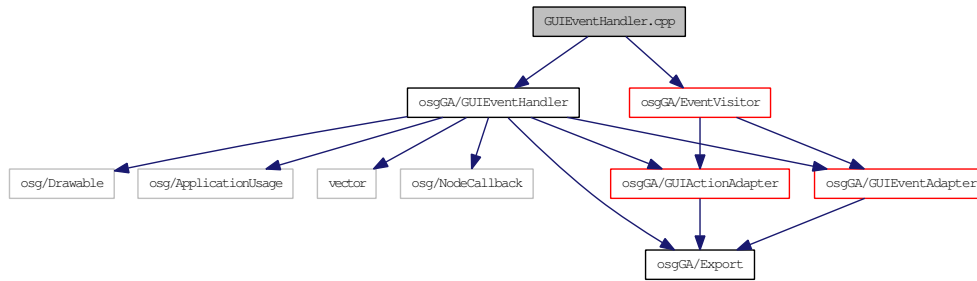 GUIEventHandler.cpp
osgGA/GUIEventHandler
osgGA/EventVisitor
osg/Drawable
osg/ApplicationUsage
vector
osg/NodeCallback
osgGA/GUIActionAdapter
osgGA/GUIEventAdapter
osgGA/Export